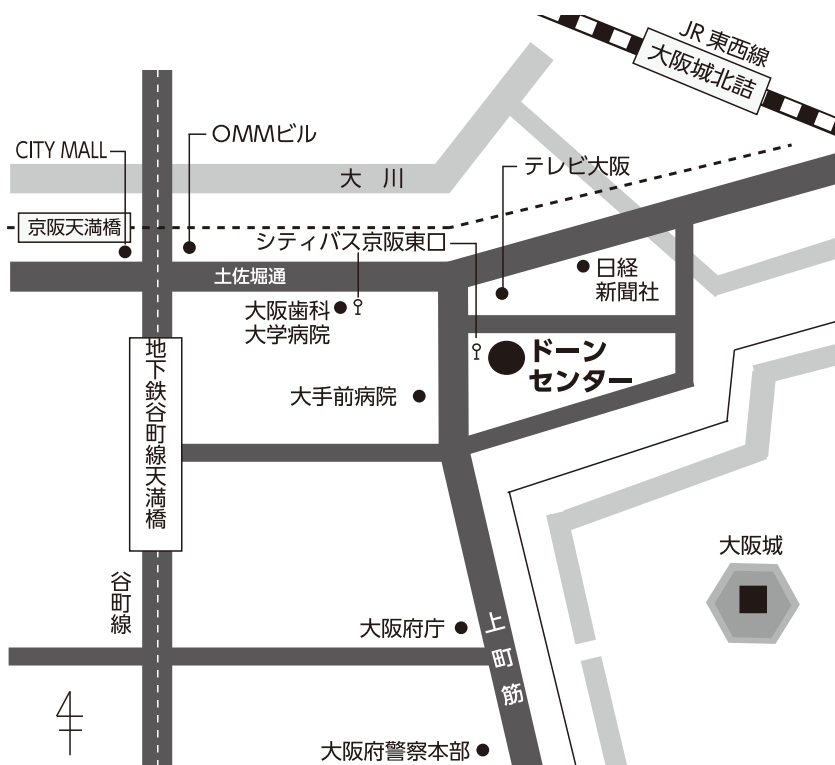 JR 東西線
大阪城北詰
CITY MALL
OMMビル
大 川
テレビ大阪
京阪天満橋
シティバス京阪東口
土佐堀通
日経
新聞社
大阪歯科
大学病院
ドーン
センター
大手前病院
地下鉄谷町線天満橋
大阪城
谷町線
大阪府庁
上町筋
大阪府警察本部